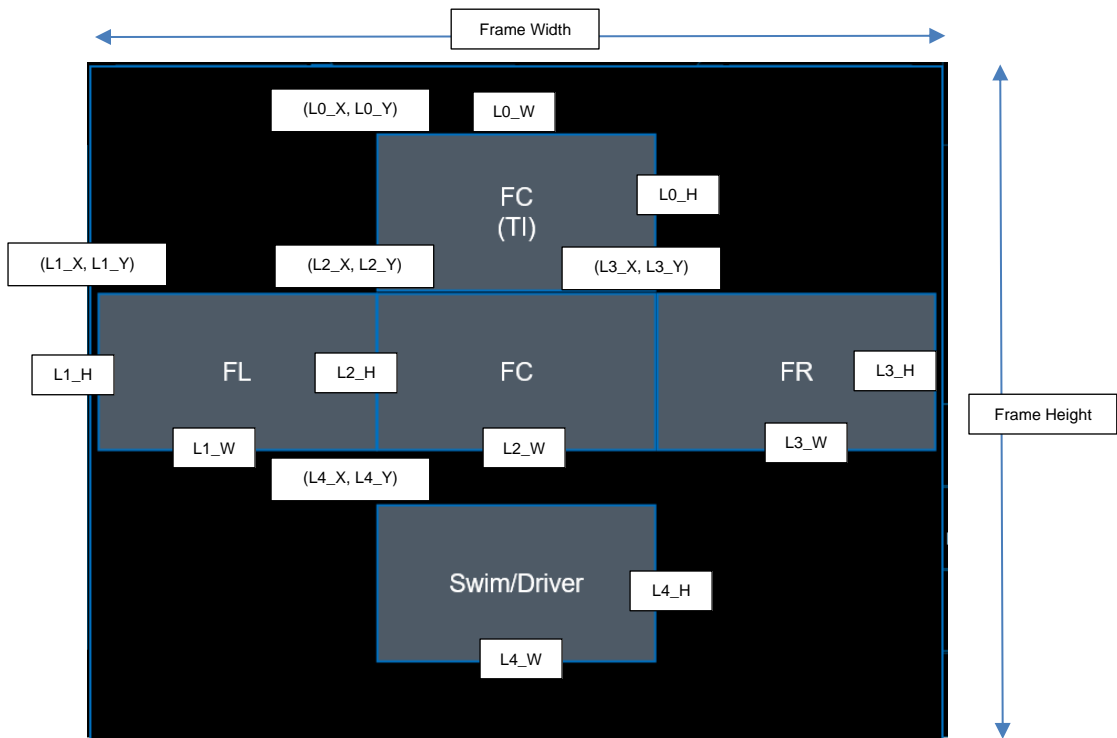 Frame Width
(L0_X, L0_Y)
L0_W
FC
(TI)
L0_H
(L1_X, L1_Y)
(L2_X, L2_Y)
(L3_X, L3_Y)
L1_H
FL
L2_H
FC
FR
L3_H
Frame Height
L1_W
L2_W
L3_W
(L4_X, L4_Y)
Swim/Driver
L4_H
L4_W